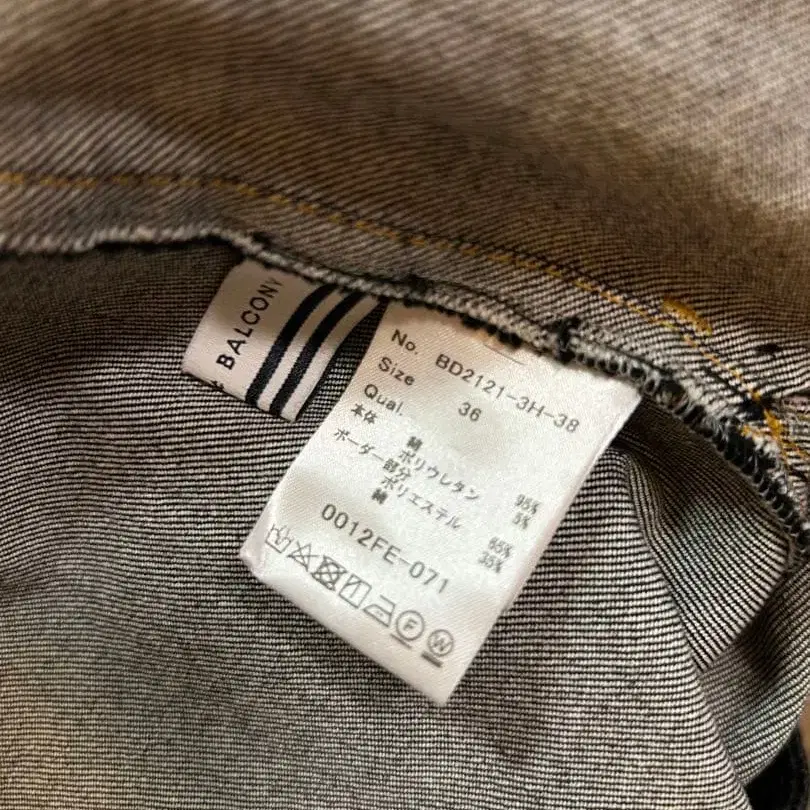 & BALCONY
No. BD2121-3H-38
Size 36
Qual.
本体
綿 95%
ポリウレタン 5%
ボーダー部分
ポリエステル 65%
綿 35%
0012FE-071
F W